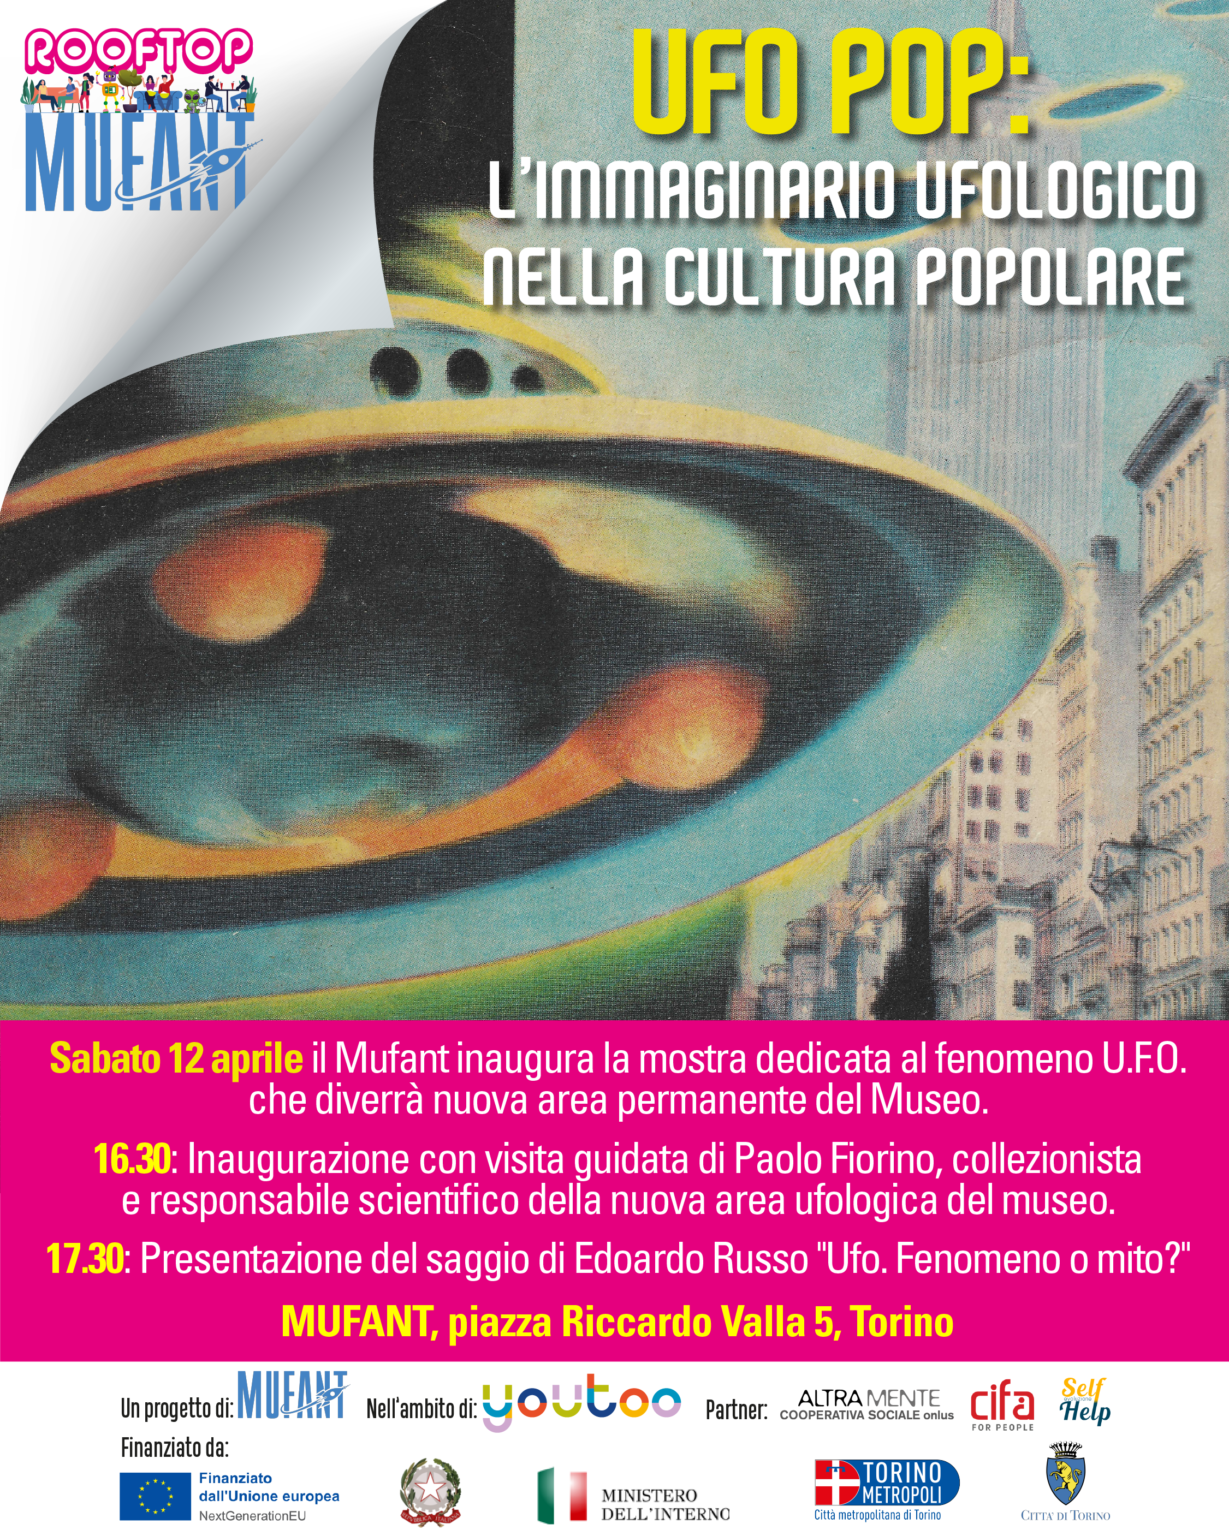 ROOFTOP
MUFANT
UFO POP:
L'IMMAGINARIO UFOLOGICO
NELLA CULTURA POPOLARE
Sabato 12 aprile il Mufant inaugura la mostra dedicata al fenomeno U.F.O.
che diverrà nuova area permanente del Museo.
16.30: Inaugurazione con visita guidata di Paolo Fiorino, collezionista
e responsabile scientifico della nuova area ufologica del museo.
17.30: Presentazione del saggio di Edoardo Russo "Ufo. Fenomeno o mito?"
MUFANT, piazza Riccardo Valla 5, Torino
Un progetto di: MUFANT Nell'ambito di: youtoo Partner: ALTRAMENTE
COOPERATIVA SOCIALE onlus
cifa
FOR PEOPLE
Self
Help
Finanziato da:
Finanziato
dall'Unione europea
NextGenerationEU
MINISTERO
DELL'INTERNO
TORINO
METROPOLI
Città metropolitana di Torino
CITTA' DI TORINO